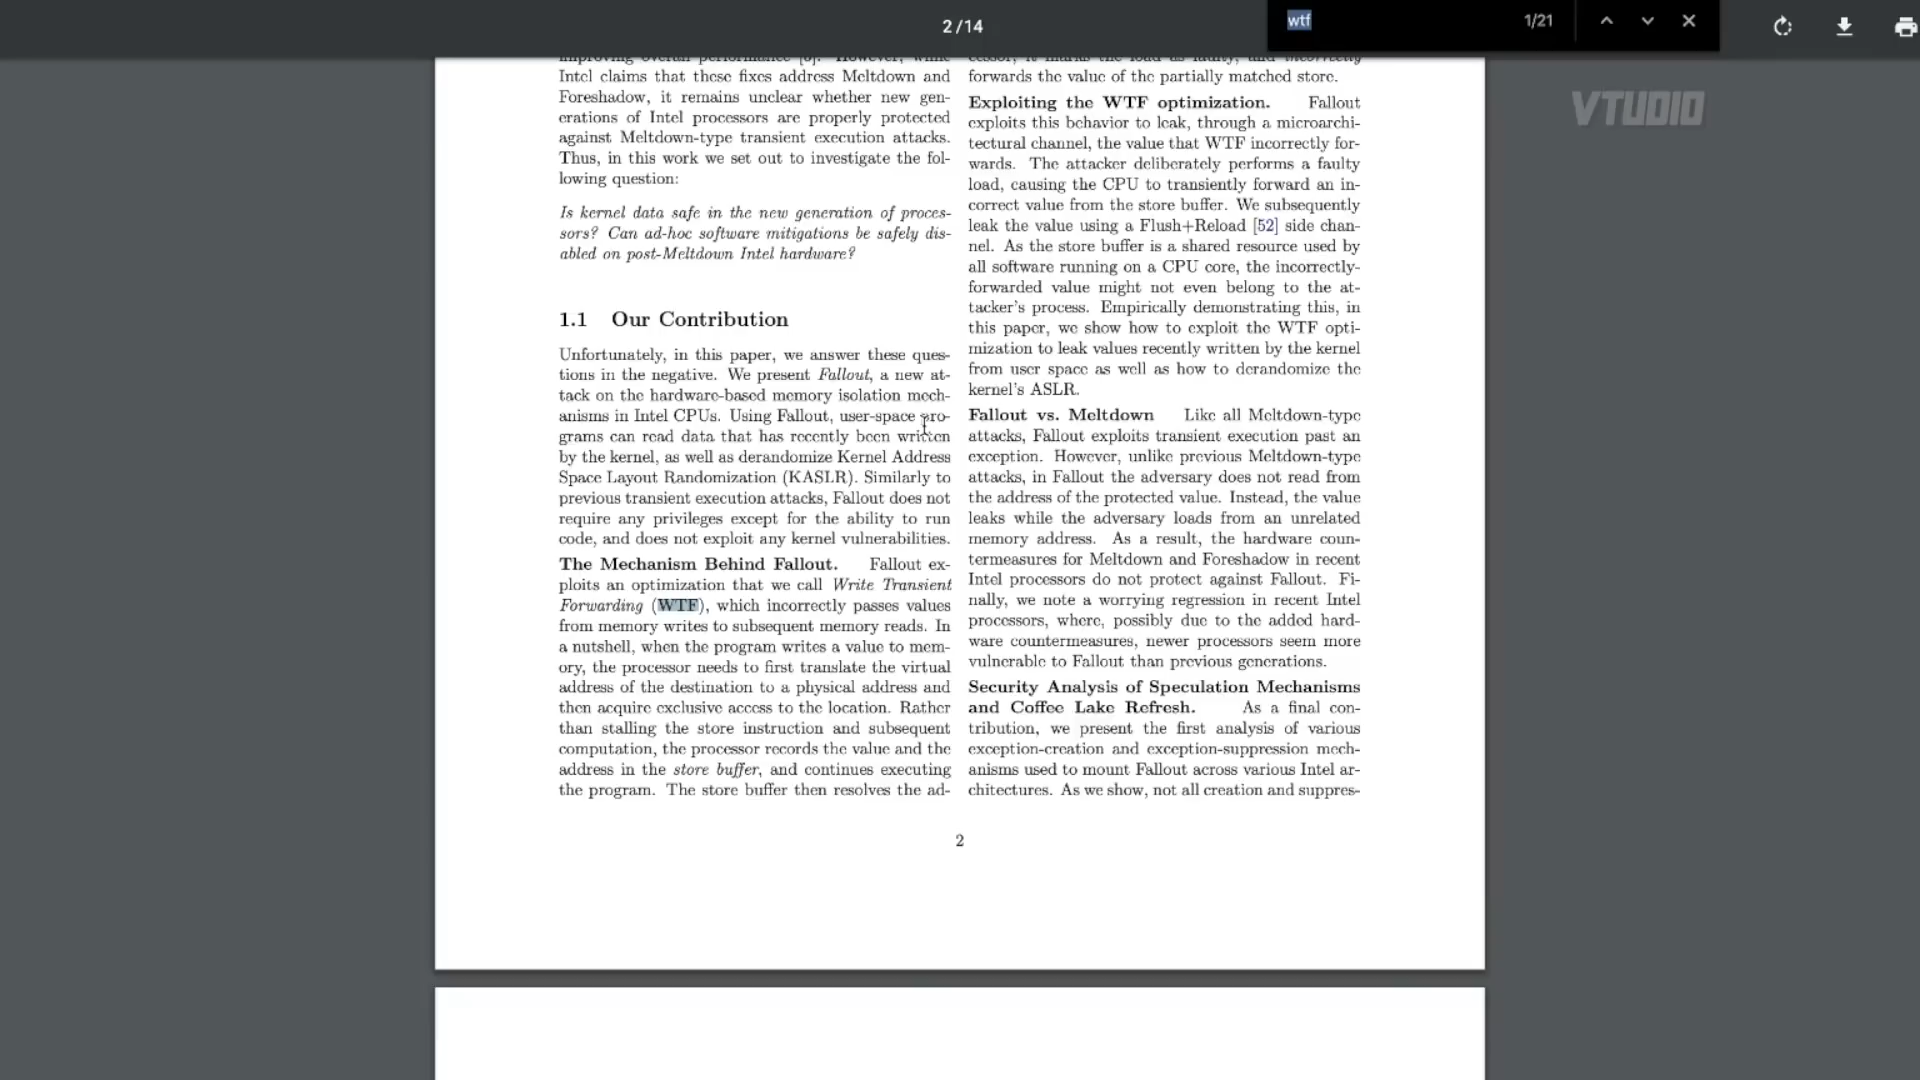 2 / 14
wtf
1/21
VTUDIO
improving overall performance [6]. However, while
Intel claims that these fixes address Meltdown and
Foreshadow, it remains unclear whether new gen-
erations of Intel processors are properly protected
against Meltdown-type transient execution attacks.
Thus, in this work we set out to investigate the fol-
lowing question:
Is kernel data safe in the new generation of proces-
sors? Can ad-hoc software mitigations be safely dis-
abled on post-Meltdown Intel hardware?
1.1 Our Contribution
Unfortunately, in this paper, we answer these ques-
tions in the negative. We present Fallout, a new at-
tack on the hardware-based memory isolation mech-
anisms in Intel CPUs. Using Fallout, user-space pro-
grams can read data that has recently been written
by the kernel, as well as derandomize Kernel Address
Space Layout Randomization (KASLR). Similarly to
previous transient execution attacks, Fallout does not
require any privileges except for the ability to run
code, and does not exploit any kernel vulnerabilities.
The Mechanism Behind Fallout. Fallout ex-
ploits an optimization that we call Write Transient
Forwarding (WTF), which incorrectly passes values
from memory writes to subsequent memory reads. In
a nutshell, when the program writes a value to mem-
ory, the processor needs to first translate the virtual
address of the destination to a physical address and
then acquire exclusive access to the location. Rather
than stalling the store instruction and subsequent
computation, the processor records the value and the
address in the store buffer, and continues executing
the program. The store buffer then resolves the ad-
cessor, it marks the load as faulty, and incorrectly
forwards the value of the partially matched store.
Exploiting the WTF optimization. Fallout
exploits this behavior to leak, through a microarchi-
tectural channel, the value that WTF incorrectly for-
wards. The attacker deliberately performs a faulty
load, causing the CPU to transiently forward an in-
correct value from the store buffer. We subsequently
leak the value using a Flush+Reload [52] side chan-
nel. As the store buffer is a shared resource used by
all software running on a CPU core, the incorrectly-
forwarded value might not even belong to the at-
tacker's process. Empirically demonstrating this, in
this paper, we show how to exploit the WTF opti-
mization to leak values recently written by the kernel
from user space as well as how to derandomize the
kernel's ASLR.
Fallout vs. Meltdown Like all Meltdown-type
attacks, Fallout exploits transient execution past an
exception. However, unlike previous Meltdown-type
attacks, in Fallout the adversary does not read from
the address of the protected value. Instead, the value
leaks while the adversary loads from an unrelated
memory address. As a result, the hardware coun-
termeasures for Meltdown and Foreshadow in recent
Intel processors do not protect against Fallout. Fi-
nally, we note a worrying regression in recent Intel
processors, where, possibly due to the added hard-
ware countermeasures, newer processors seem more
vulnerable to Fallout than previous generations.
Security Analysis of Speculation Mechanisms
and Coffee Lake Refresh. As a final con-
tribution, we present the first analysis of various
exception-creation and exception-suppression mech-
anisms used to mount Fallout across various Intel ar-
chitectures. As we show, not all creation and suppres-
2